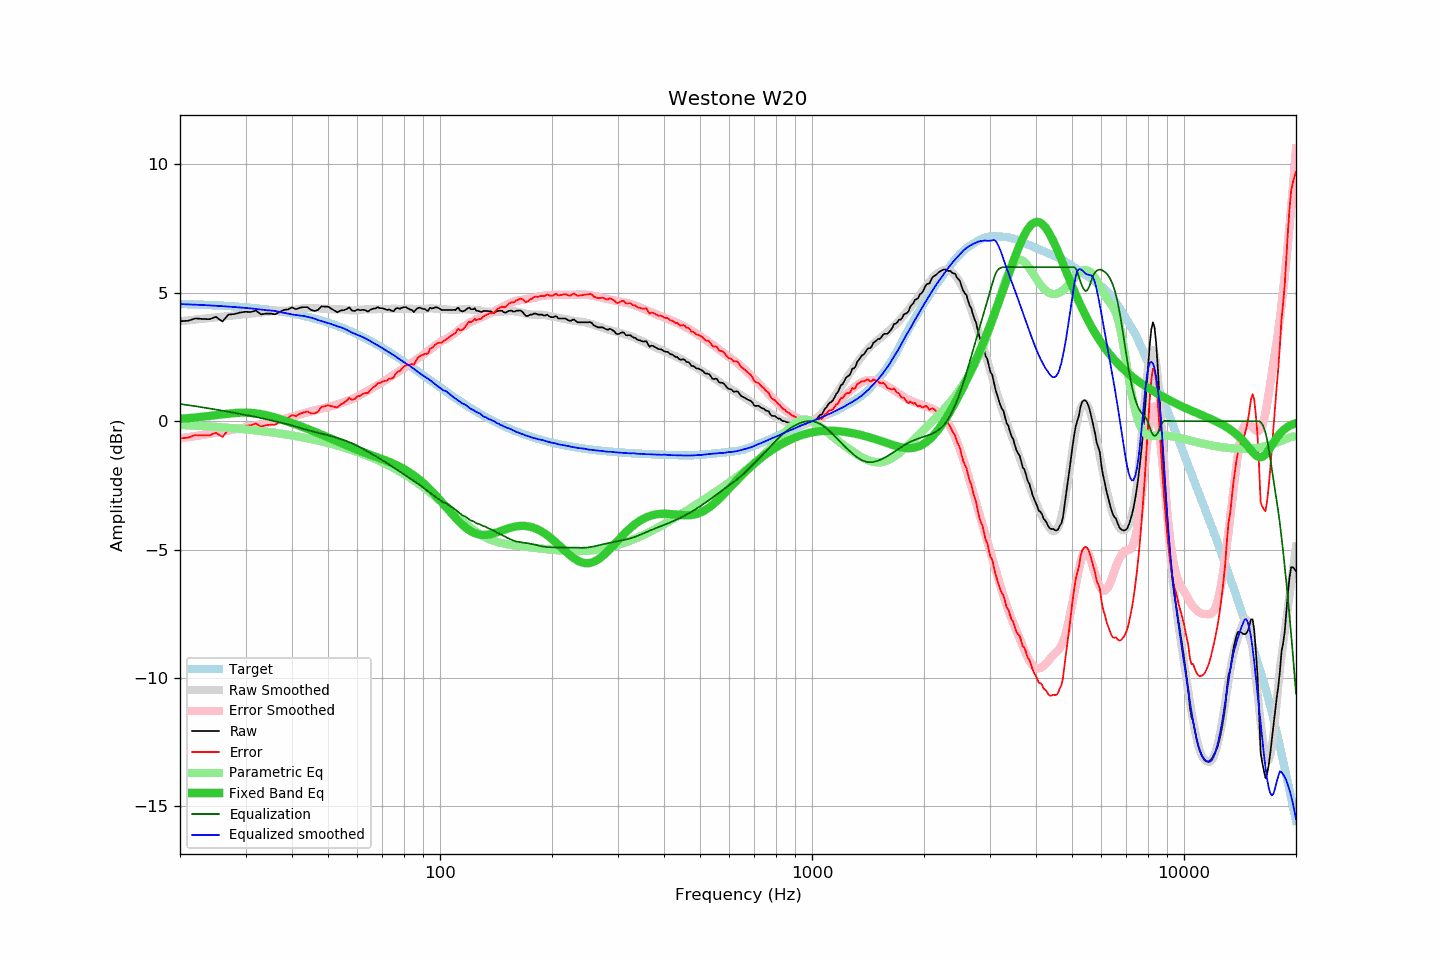 Westone W20
10
5
0
−5
−10
−15
Amplitude (dBr)
Target
Raw Smoothed
Error Smoothed
Raw
Error
Parametric Eq
Fixed Band Eq
Equalization
Equalized smoothed
100
1000
10000
Frequency (Hz)